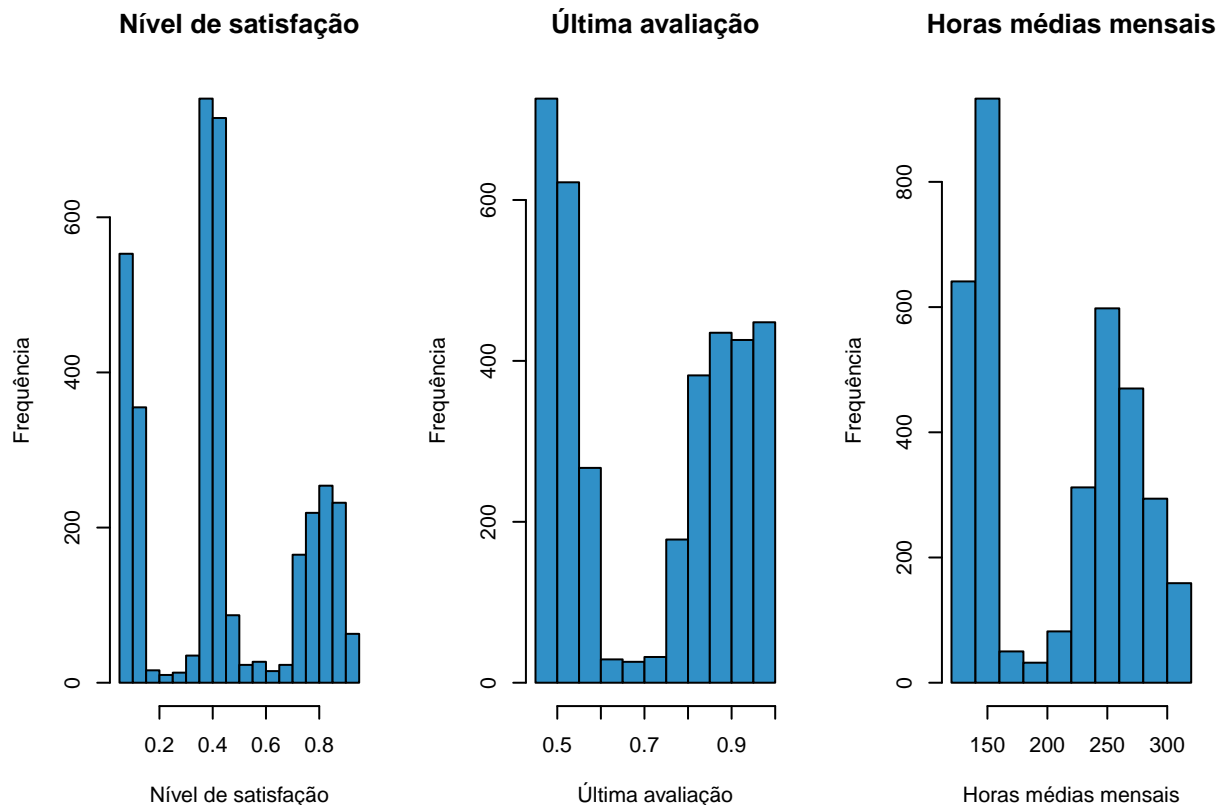 Nível de satisfação
Frequência
0 200 400 600
0.2 0.4 0.6 0.8
Nível de satisfação
Última avaliação
Frequência
0 200 400 600
0.5 0.7 0.9
Última avaliação
Horas médias mensais
Frequência
0 200 400 600 800
150 200 250 300
Horas médias mensais